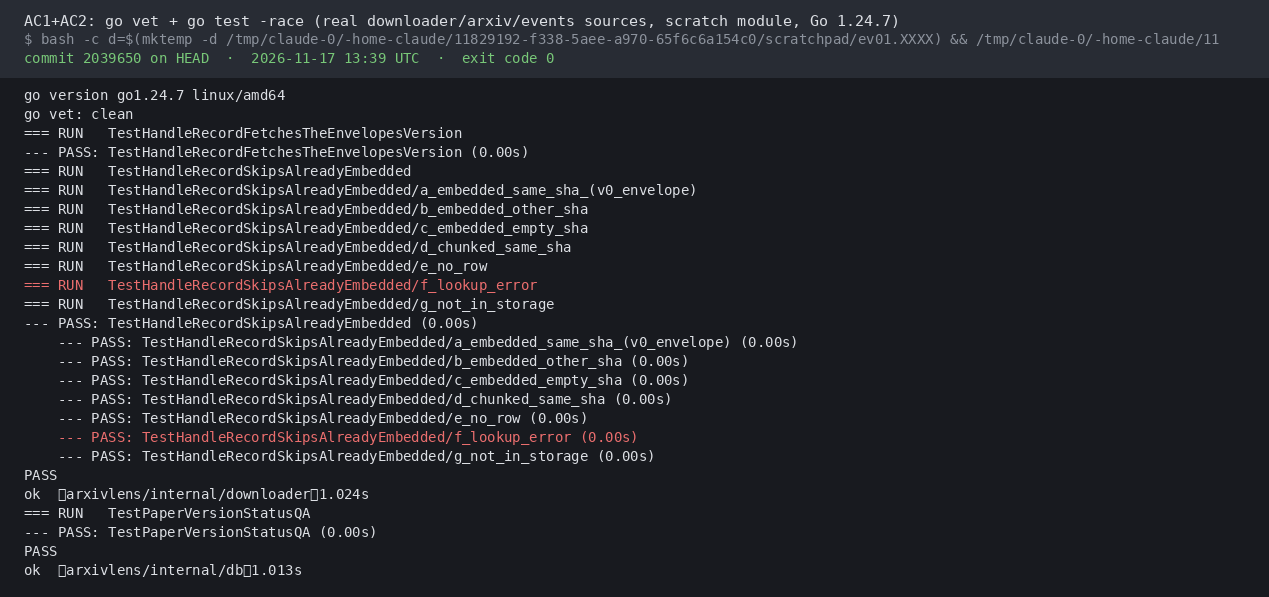 AC1+AC2: go vet + go test -race (real downloader/arxiv/events sources, scratch module, Go 1.24.7)
$ bash -c d=$(mktemp -d /tmp/claude-0/-home-claude/11829192-f338-5aee-a970-65f6c6a154c0/scratchpad/ev01.XXXX) && /tmp/claude-0/-home-claude/11
commit 2039650 on HEAD · 2026-11-17 13:39 UTC · exit code 0
go version go1.24.7 linux/amd64
go vet: clean
=== RUN   TestHandleRecordFetchesTheEnvelopesVersion
--- PASS: TestHandleRecordFetchesTheEnvelopesVersion (0.00s)
=== RUN   TestHandleRecordSkipsAlreadyEmbedded
=== RUN   TestHandleRecordSkipsAlreadyEmbedded/a_embedded_same_sha_(v0_envelope)
=== RUN   TestHandleRecordSkipsAlreadyEmbedded/b_embedded_other_sha
=== RUN   TestHandleRecordSkipsAlreadyEmbedded/c_embedded_empty_sha
=== RUN   TestHandleRecordSkipsAlreadyEmbedded/d_chunked_same_sha
=== RUN   TestHandleRecordSkipsAlreadyEmbedded/e_no_row
=== RUN   TestHandleRecordSkipsAlreadyEmbedded/f_lookup_error
=== RUN   TestHandleRecordSkipsAlreadyEmbedded/g_not_in_storage
--- PASS: TestHandleRecordSkipsAlreadyEmbedded (0.00s)
    --- PASS: TestHandleRecordSkipsAlreadyEmbedded/a_embedded_same_sha_(v0_envelope) (0.00s)
    --- PASS: TestHandleRecordSkipsAlreadyEmbedded/b_embedded_other_sha (0.00s)
    --- PASS: TestHandleRecordSkipsAlreadyEmbedded/c_embedded_empty_sha (0.00s)
    --- PASS: TestHandleRecordSkipsAlreadyEmbedded/d_chunked_same_sha (0.00s)
    --- PASS: TestHandleRecordSkipsAlreadyEmbedded/e_no_row (0.00s)
    --- PASS: TestHandleRecordSkipsAlreadyEmbedded/f_lookup_error (0.00s)
    --- PASS: TestHandleRecordSkipsAlreadyEmbedded/g_not_in_storage (0.00s)
PASS
ok  	arxivlens/internal/downloader	1.024s
=== RUN   TestPaperVersionStatusQA
--- PASS: TestPaperVersionStatusQA (0.00s)
PASS
ok  	arxivlens/internal/db	1.013s